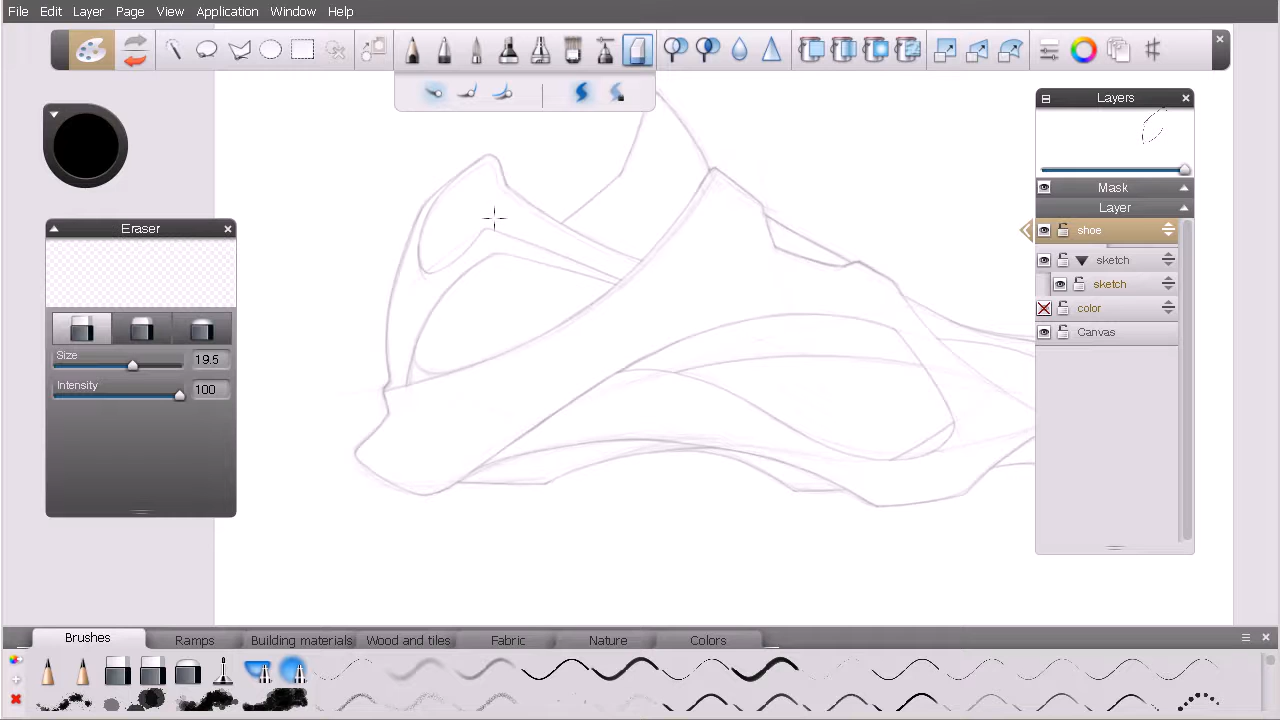 File Edit Layer Page View Application Window Help
Layers
Mask
Layer
shoe
sketch
sketch
color
Canvas
Eraser
Size 19.5
Intensity 100
Brushes Ramps Building materials Wood and tiles Fabric Nature Colors